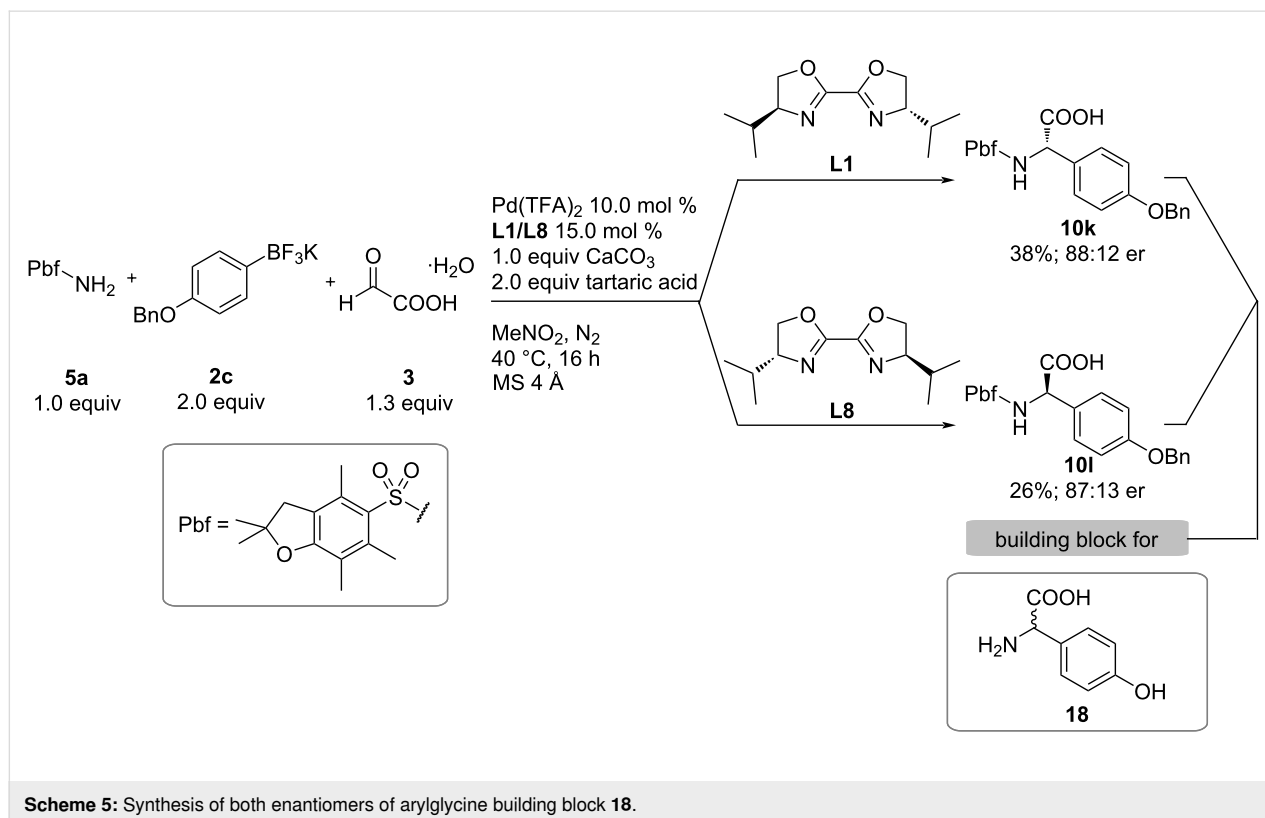 O O
N N
L1
COOH
Pbf
N
H
OBn
10k
38%; 88:12 er
Pd(TFA)2 10.0 mol %
L1/L8 15.0 mol %
1.0 equiv CaCO3
2.0 equiv tartaric acid
MeNO2, N2
40 °C, 16 h
MS 4 Å
Pbf
NH2
+
BF3K
BnO
+
O
H COOH
·H2O
5a
1.0 equiv
2c
2.0 equiv
3
1.3 equiv
O O
N N
L8
COOH
Pbf
N
H
OBn
10l
26%; 87:13 er
Pbf =
O O
S
O
building block for
COOH
H2N
OH
18
Scheme 5: Synthesis of both enantiomers of arylglycine building block 18.